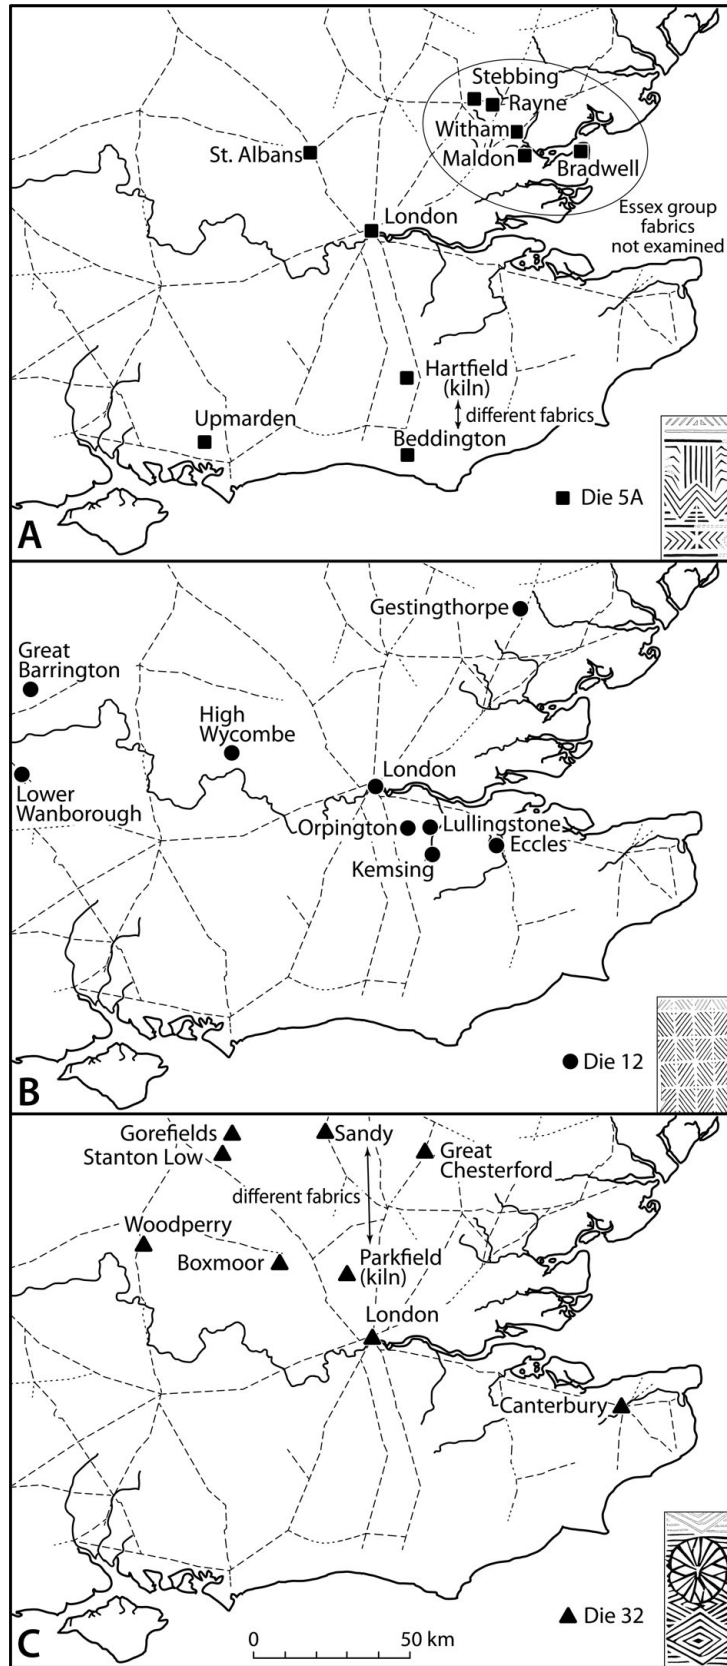 Stebbing
Rayne
Witham
St. Albans
Maldon
Bradwell
London
Essex group
fabrics
not examined
Hartfield
(kiln)
different fabrics
Upmarden
Beddington
Die 5A
A
Gestingthorpe
Great
Barrington
High
Wycombe
London
Lower
Wanborough
Orpington
Lullingstone
Eccles
Kemsing
Die 12
B
Gorefields
Sandy
Stanton Low
Great
Chesterford
different fabrics
Woodperry
Boxmoor
Parkfield
(kiln)
London
Canterbury
Die 32
C
0 50 km